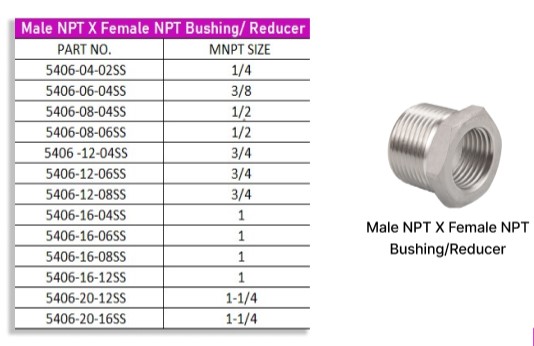 Male NPT X Female NPT Bushing/ Reducer
PART NO. MNPT SIZE
5406-04-02SS 1/4
5406-06-04SS 3/8
5406-08-04SS 1/2
5406-08-06SS 1/2
5406 -12-04SS 3/4
5406-12-06SS 3/4
5406-12-08SS 3/4
5406-16-04SS 1
5406-16-06SS 1
5406-16-08SS 1
5406-16-12SS 1
5406-20-12SS 1-1/4
5406-20-16SS 1-1/4
Male NPT X Female NPT
Bushing/Reducer